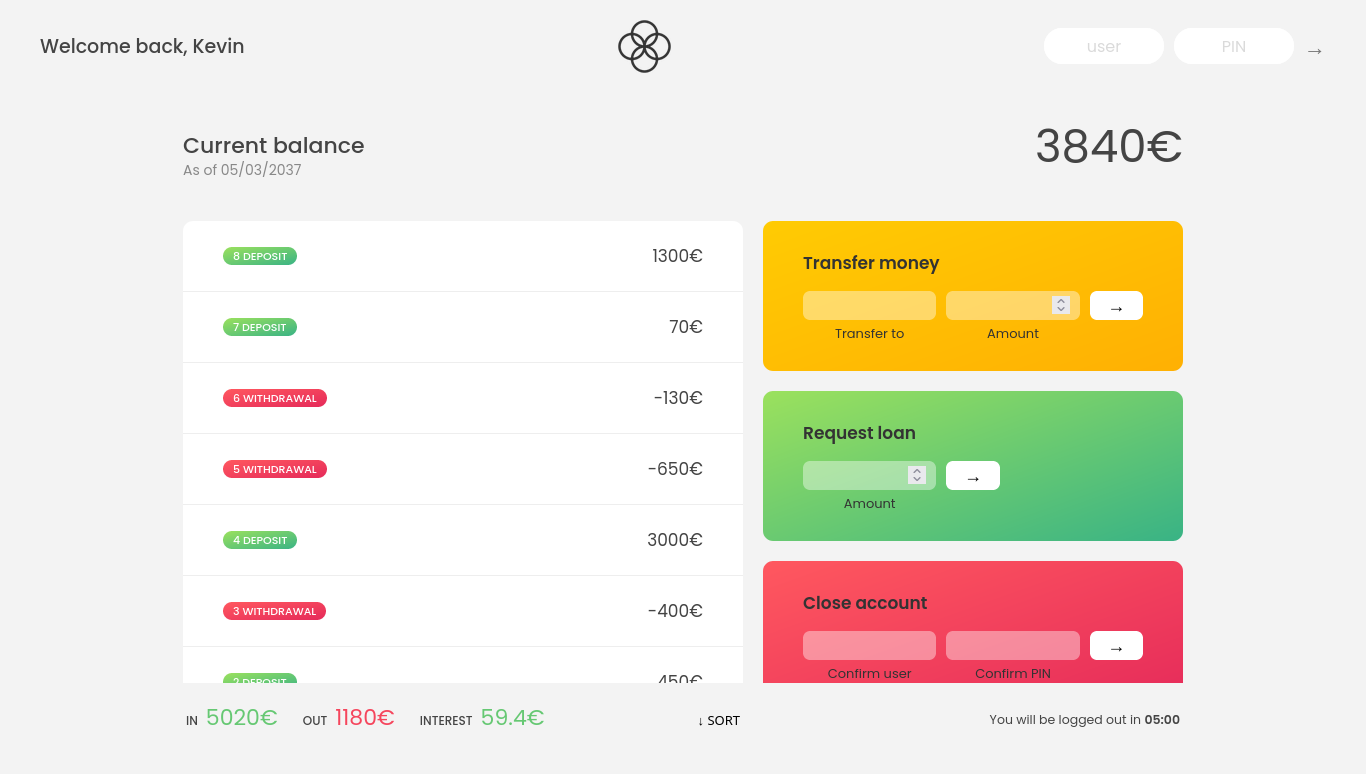 Welcome back, Kevin
user
PIN
→
Current balance
As of 05/03/2037
3840€
8 DEPOSIT
1300€
7 DEPOSIT
70€
6 WITHDRAWAL
-130€
5 WITHDRAWAL
-650€
4 DEPOSIT
3000€
3 WITHDRAWAL
-400€
2 DEPOSIT
450€
Transfer money
→
Transfer to
Amount
Request loan
→
Amount
Close account
→
Confirm user
Confirm PIN
IN 5020€ OUT 1180€ INTEREST 59.4€
↓ SORT
You will be logged out in 05:00